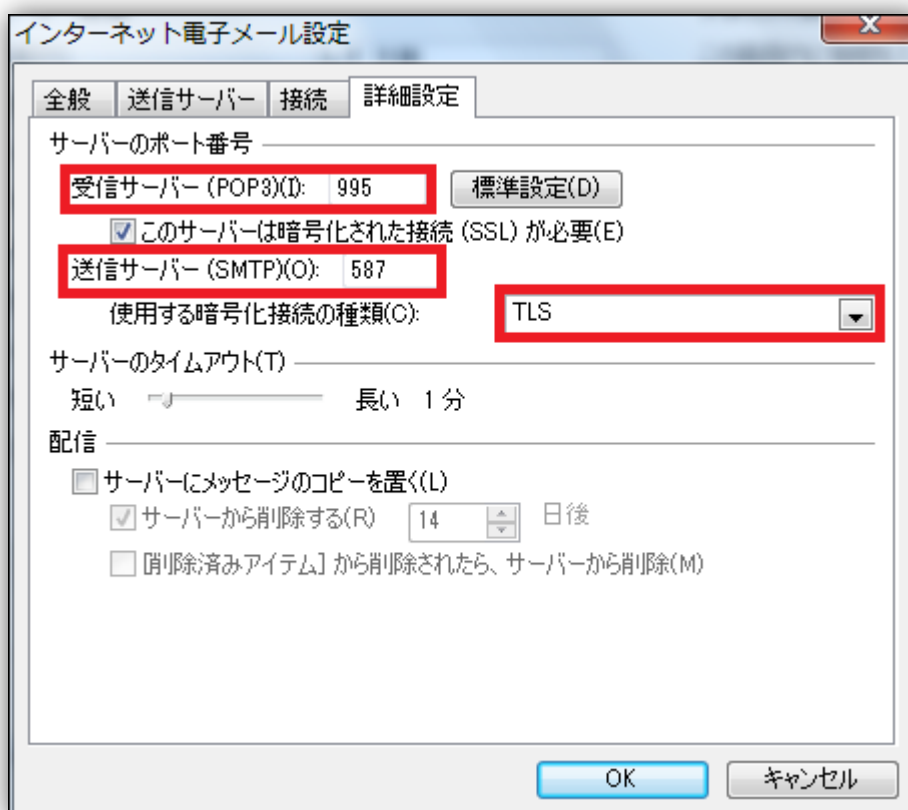 インターネット電子メール設定
全般 送信サーバー 接続 詳細設定
サーバーのポート番号
受信サーバー (POP3)(I): 995 標準設定(D)
このサーバーは暗号化された接続 (SSL) が必要(E)
送信サーバー (SMTP)(O): 587
使用する暗号化接続の種類(C): TLS
サーバーのタイムアウト(T)
短い 長い 1 分
配信
サーバーにメッセージのコピーを置く(L)
サーバーから削除する(R) 14 日後
[削除済みアイテム] から削除されたら、サーバーから削除(M)
OK キャンセル